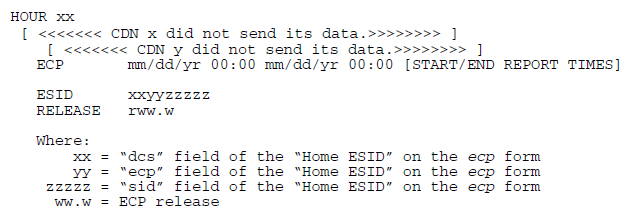 HOUR xx
[ <<<<<<< CDN x did not send its data.>>>>>>>> ]
[ <<<<<<< CDN y did not send its data.>>>>>>>> ]
ECP mm/dd/yr 00:00 mm/dd/yr 00:00 [START/END REPORT TIMES]
ESID xxyyzzzzz
RELEASE rww.w
Where:
xx = “dcs” field of the “Home ESID” on the ecp form
yy = “ecp” field of the “Home ESID” on the ecp form
zzzzz = “sid” field of the “Home ESID” on the ecp form
ww.w = ECP release